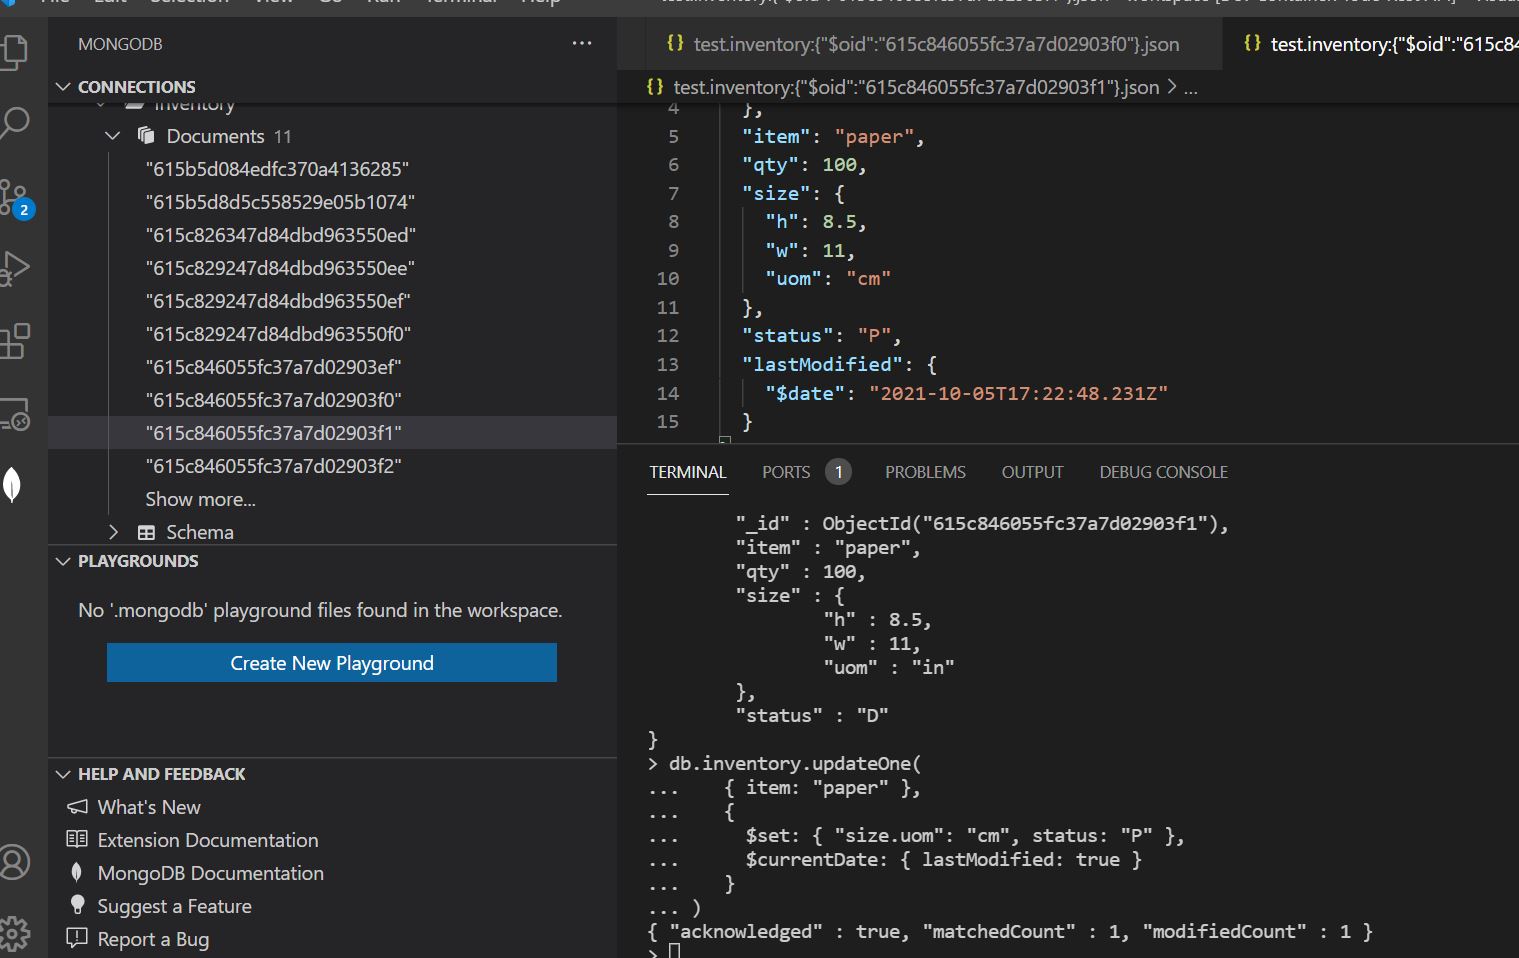 MONGODB
CONNECTIONS
inventory
Documents 11
"615b5d084edfc370a4136285"
"615b5d8d5c558529e05b1074"
"615c826347d84dbd963550ed"
"615c829247d84dbd963550ee"
"615c829247d84dbd963550ef"
"615c829247d84dbd963550f0"
"615c846055fc37a7d02903ef"
"615c846055fc37a7d02903f0"
"615c846055fc37a7d02903f1"
"615c846055fc37a7d02903f2"
Show more...
Schema
PLAYGROUNDS
No '.mongodb' playground files found in the workspace.
Create New Playground
HELP AND FEEDBACK
What's New
Extension Documentation
MongoDB Documentation
Suggest a Feature
Report a Bug
2
{} test.inventory:{"$oid":"615c846055fc37a7d02903f0"}.json
{} test.inventory:{"$oid":"615c84
{} test.inventory:{"$oid":"615c846055fc37a7d02903f1"}.json > ...
4 },
5 "item": "paper",
6 "qty": 100,
7 "size": {
8 "h": 8.5,
9 "w": 11,
10 "uom": "cm"
11 },
12 "status": "P",
13 "lastModified": {
14 "$date": "2021-10-05T17:22:48.231Z"
15 }
TERMINAL PORTS 1 PROBLEMS OUTPUT DEBUG CONSOLE
"_id" : ObjectId("615c846055fc37a7d02903f1"),
"item" : "paper",
"qty" : 100,
"size" : {
"h" : 8.5,
"w" : 11,
"uom" : "in"
},
"status" : "D"
}
> db.inventory.updateOne(
... { item: "paper" },
... {
... $set: { "size.uom": "cm", status: "P" },
... $currentDate: { lastModified: true }
... }
... )
{ "acknowledged" : true, "matchedCount" : 1, "modifiedCount" : 1 }
>